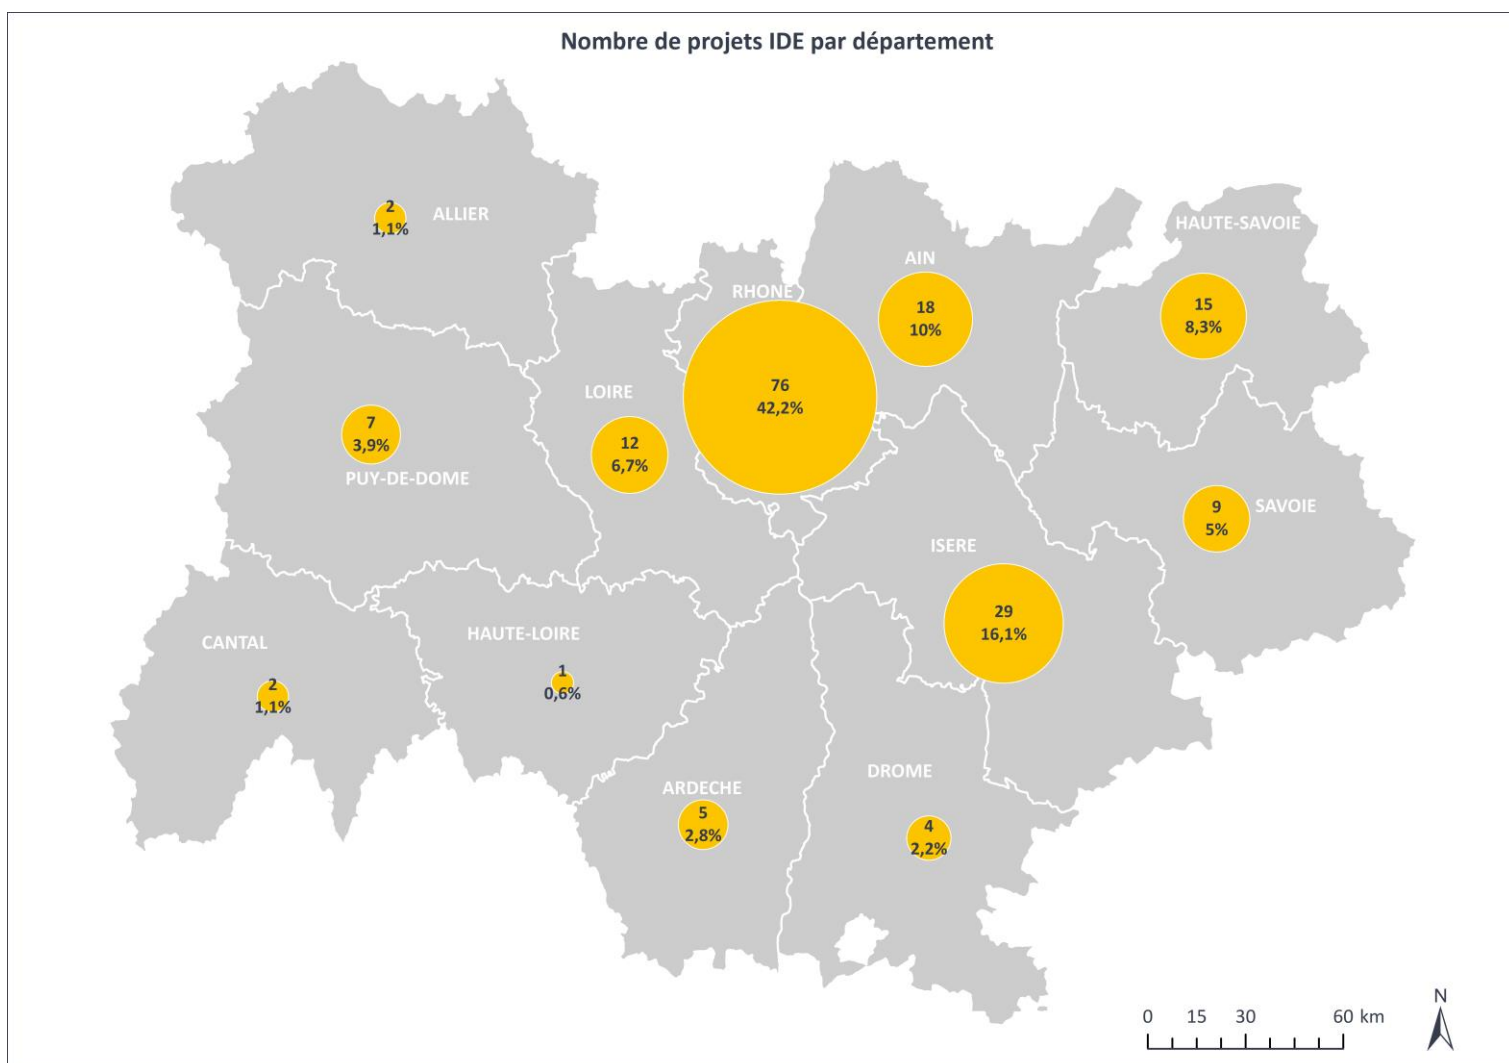 Nombre de projets IDE par département
2
1,1%
ALLIER
HAUTE-SAVOIE
15
8,3%
AIN
18
10%
RHONE
76
42,2%
LOIRE
12
6,7%
7
3,9%
PUY-DE-DOME
9
5%
SAVOIE
ISERE
29
16,1%
CANTAL
2
1,1%
HAUTE-LOIRE
1
0,6%
ARDECHE
5
2,8%
DROME
4
2,2%
N
0 15 30 60 km